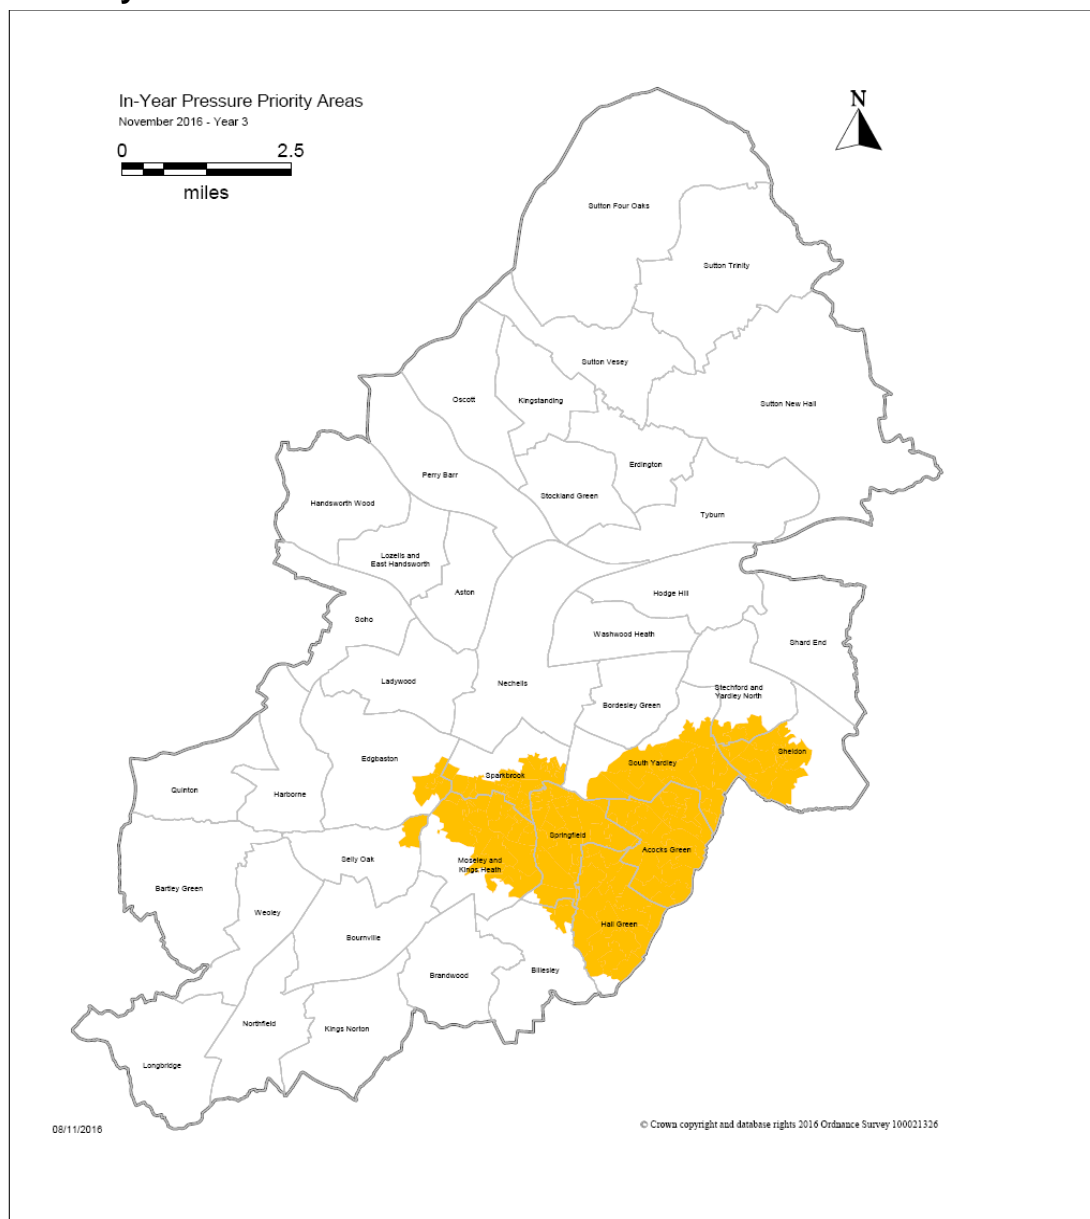 In-Year Pressure Priority Areas
November 2016 - Year 3
0 2.5
miles
N
Sutton Four Oaks
Sutton Trinity
Sutton Vesey
Oscott
Kingstanding
Sutton New Hall
Erdington
Perry Barr
Stockland Green
Handsworth Wood
Tyburn
Lozells and
East Handsworth
Aston
Hodge Hill
Soho
Washwood Heath
Shard End
Ladywood
Nechells
Stechford and
Yardley North
Bordesley Green
Sheldon
Edgbaston
South Yardley
Sparkbrook
Quinton
Harborne
Springfield
Acocks Green
Selly Oak
Moseley and
Kings Heath
Bartley Green
Weoley
Hall Green
Bournville
Billesley
Brandwood
Northfield
Kings Norton
Longbridge
08/11/2016
© Crown copyright and database rights 2016 Ordnance Survey 100021326